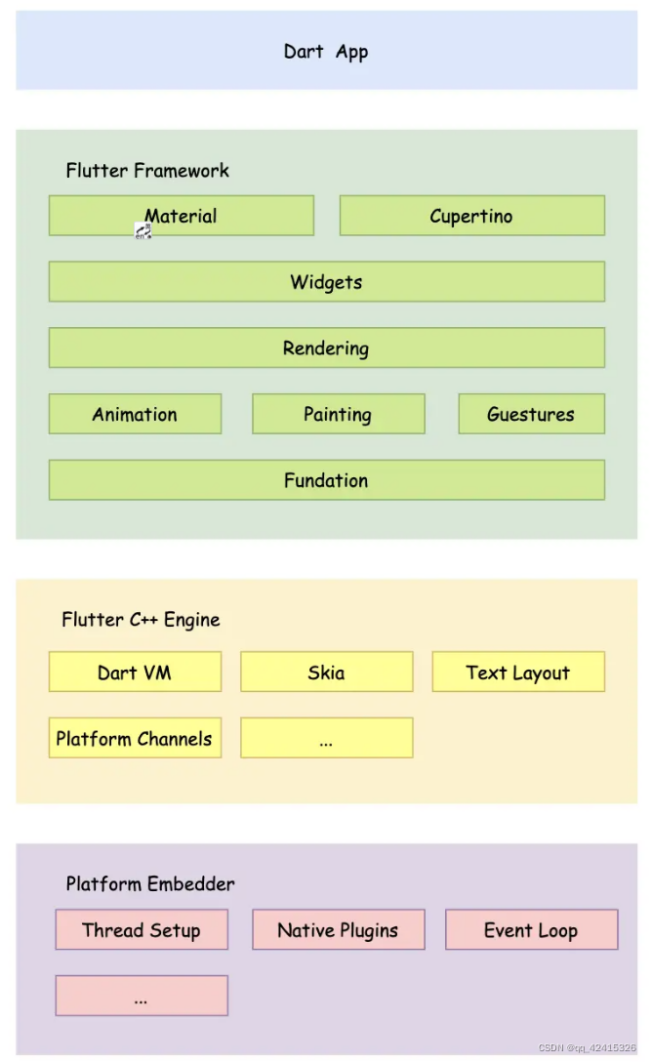 Dart App
Flutter Framework
Material
Cupertino
Widgets
Rendering
Animation
Painting
Guestures
Fundation
Flutter C++ Engine
Dart VM
Skia
Text Layout
Platform Channels
...
Platform Embedder
Thread Setup
Native Plugins
Event Loop
...
CSDN @qq_42415326